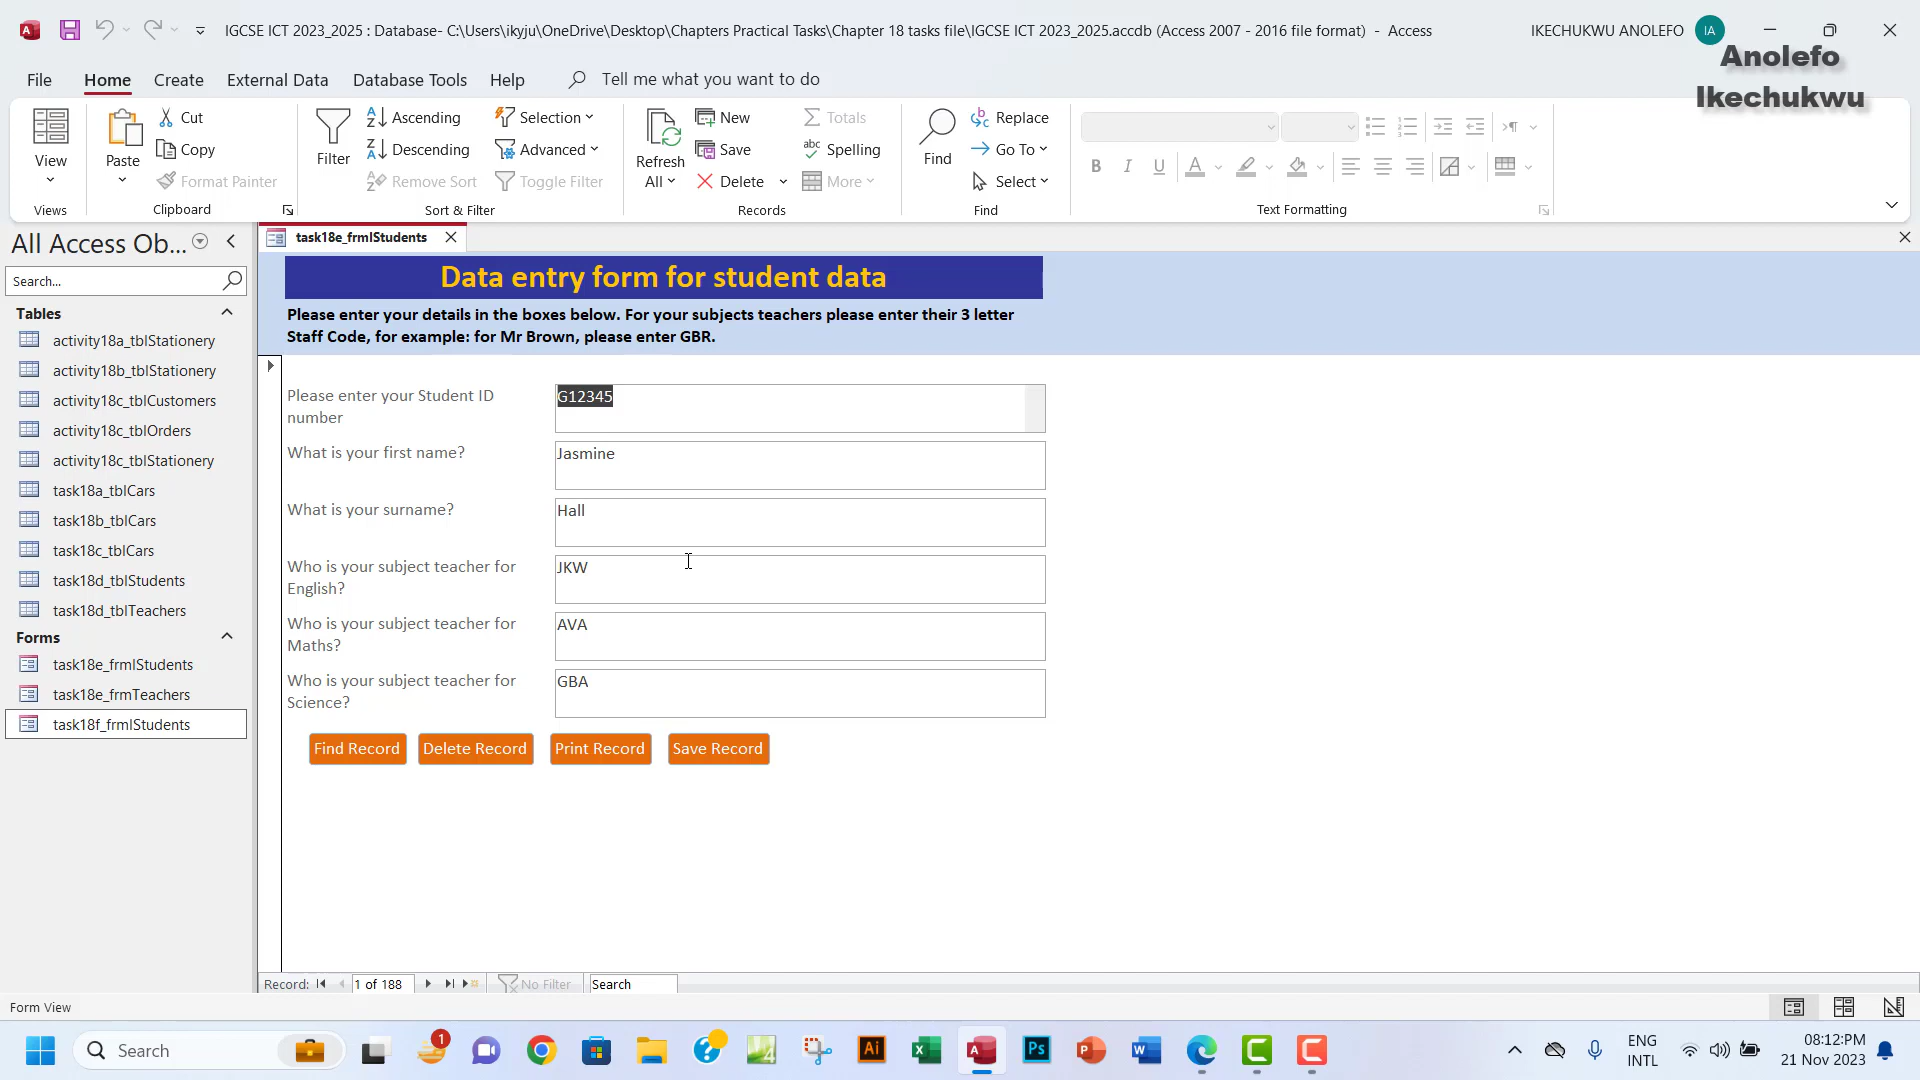 IGCSE ICT 2023_2025 : Database- C:\Users\ikyju\OneDrive\Desktop\Chapters Practical Tasks\Chapter 18 tasks file\IGCSE ICT 2023_2025.accdb (Access 2007 - 2016 file format) - Access
IKECHUKWU ANOLEFO
IA
Anolefo
Ikechukwu
File
Home
Create
External Data
Database Tools
Help
Tell me what you want to do
View
Views
Paste
Cut
Copy
Format Painter
Clipboard
Filter
Ascending
Descending
Remove Sort
Selection
Advanced
Toggle Filter
Sort & Filter
Refresh
All
New
Save
Delete
Totals
Spelling
More
Records
Find
Replace
Go To
Select
Find
Text Formatting
All Access Ob...
Search...
Tables
activity18a_tblStationery
activity18b_tblStationery
activity18c_tblCustomers
activity18c_tblOrders
activity18c_tblStationery
task18a_tblCars
task18b_tblCars
task18c_tblCars
task18d_tblStudents
task18d_tblTeachers
Forms
task18e_frmlStudents
task18e_frmTeachers
task18f_frmlStudents
task18e_frmlStudents
Data entry form for student data
Please enter your details in the boxes below. For your subjects teachers please enter their 3 letter
Staff Code, for example: for Mr Brown, please enter GBR.
Please enter your Student ID
number
G12345
What is your first name?
Jasmine
What is your surname?
Hall
Who is your subject teacher for
English?
JKW
Who is your subject teacher for
Maths?
AVA
Who is your subject teacher for
Science?
GBA
Find Record
Delete Record
Print Record
Save Record
Record:
1 of 188
No Filter
Search
Form View
Search
1
Ai
Ps
ENG
INTL
08:12:PM
21 Nov 2023